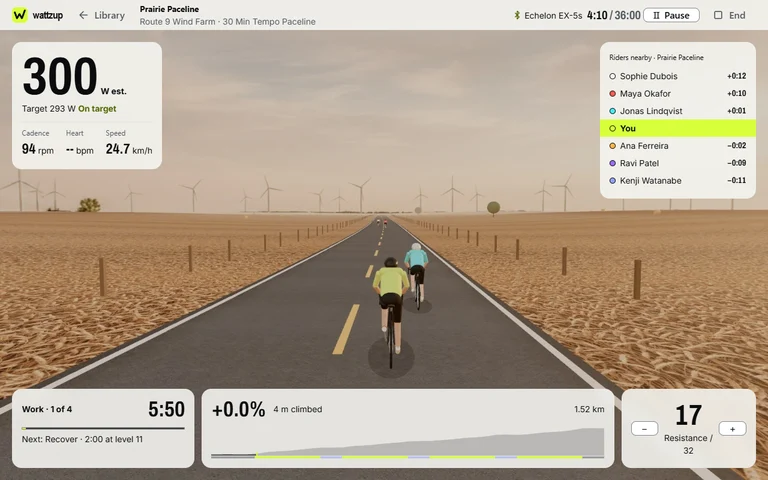 W wattzup
Library
Prairie Paceline
Route 9 Wind Farm · 30 Min Tempo Paceline
Echelon EX-5s 4:10 / 36:00 Pause End
300 W est.
Target 293 W On target
Cadence Heart Speed
94 rpm -- bpm 24.7 km/h
Riders nearby · Prairie Paceline
Sophie Dubois +0:12
Maya Okafor +0:10
Jonas Lindqvist +0:01
You
Ana Ferreira −0:02
Ravi Patel −0:09
Kenji Watanabe −0:11
Work · 1 of 4 5:50
Next: Recover · 2:00 at level 11
+0.0% 4 m climbed 1.52 km
− 17 +
Resistance /
32